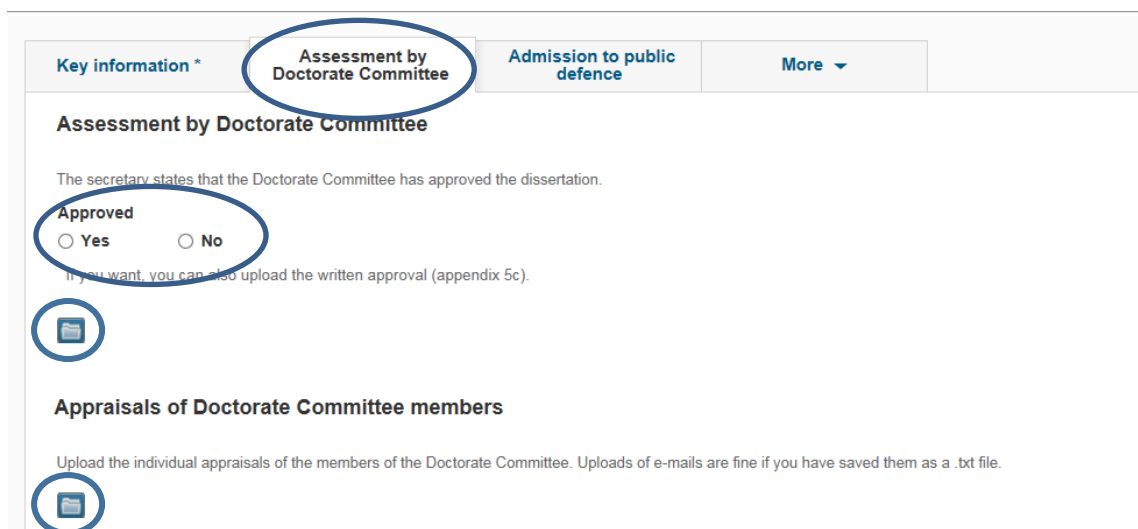 Key information *
Assessment by
Doctorate Committee
Admission to public
defence
More
Assessment by Doctorate Committee
The secretary states that the Doctorate Committee has approved the dissertation.
Approved
Yes No
If you want, you can also upload the written approval (appendix 5c).
Appraisals of Doctorate Committee members
Upload the individual appraisals of the members of the Doctorate Committee. Uploads of e-mails are fine if you have saved them as a .txt file.